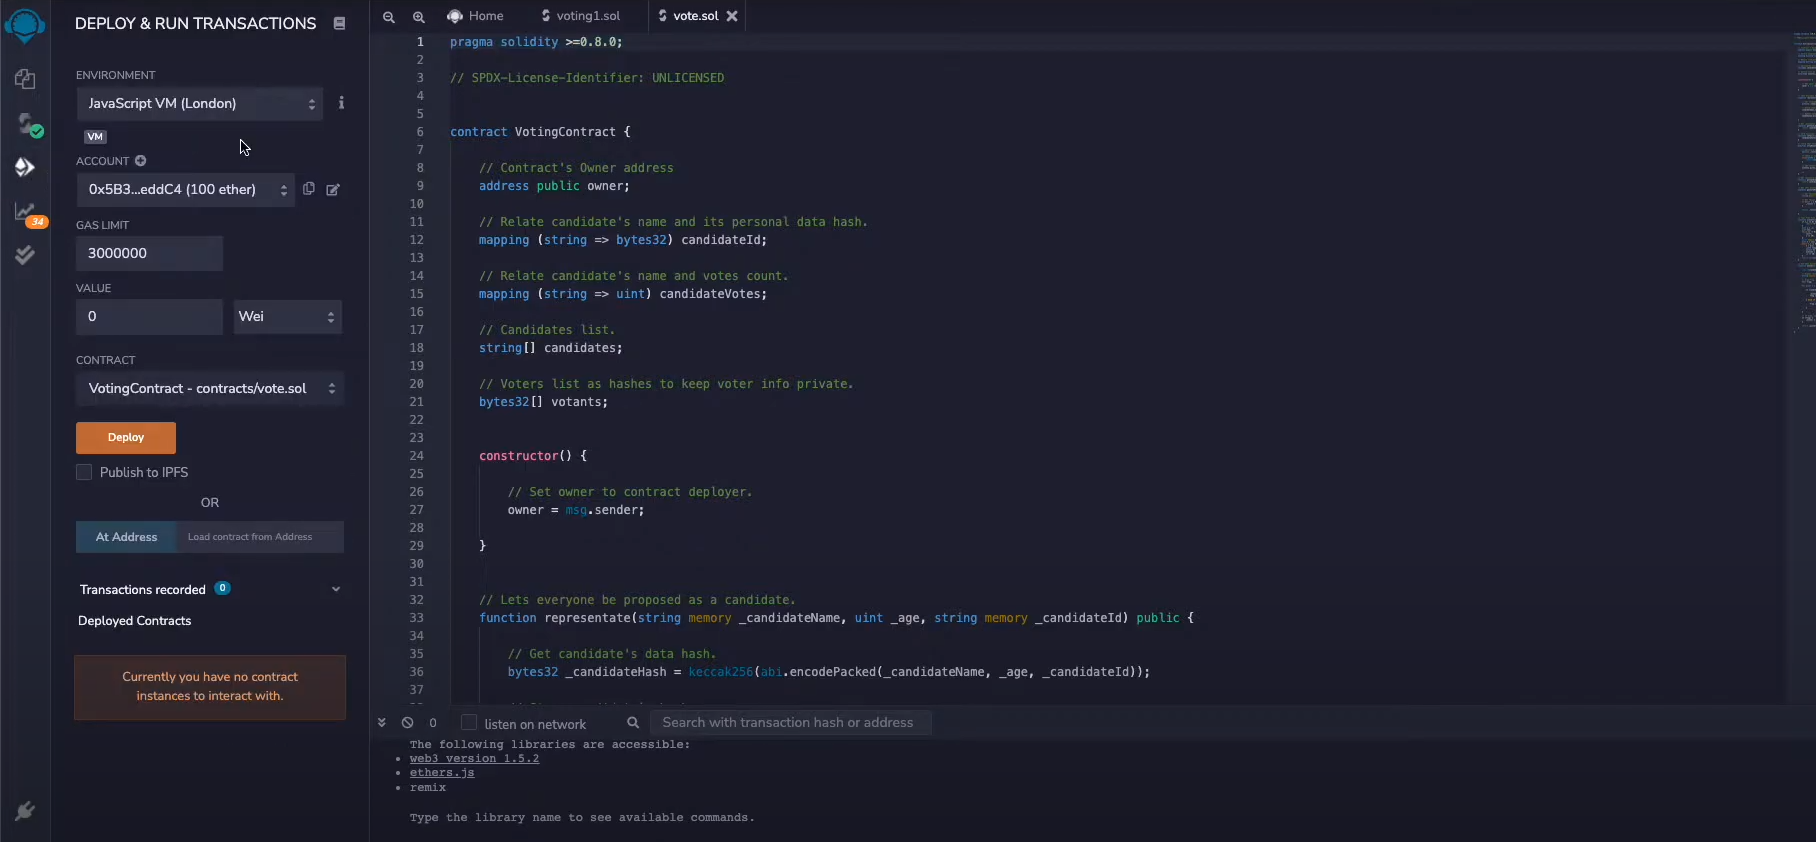 DEPLOY & RUN TRANSACTIONS
ENVIRONMENT
JavaScript VM (London)
VM
ACCOUNT
0x5B3...eddC4 (100 ether)
34
GAS LIMIT
3000000
VALUE
0
Wei
CONTRACT
VotingContract - contracts/vote.sol
Deploy
Publish to IPFS
OR
At Address
Load contract from Address
Transactions recorded 0
Deployed Contracts
Currently you have no contract
instances to interact with.
Home
voting1.sol
vote.sol
1 pragma solidity >=0.8.0;
2
3 // SPDX-License-Identifier: UNLICENSED
4
5
6 contract VotingContract {
7
8 // Contract's Owner address
9 address public owner;
10
11 // Relate candidate's name and its personal data hash.
12 mapping (string => bytes32) candidateId;
13
14 // Relate candidate's name and votes count.
15 mapping (string => uint) candidateVotes;
16
17 // Candidates list.
18 string[] candidates;
19
20 // Voters list as hashes to keep voter info private.
21 bytes32[] votants;
22
23
24 constructor() {
25
26 // Set owner to contract deployer.
27 owner = msg.sender;
28
29 }
30
31
32 // Lets everyone be proposed as a candidate.
33 function representate(string memory _candidateName, uint _age, string memory _candidateId) public {
34
35 // Get candidate's data hash.
36 bytes32 _candidateHash = keccak256(abi.encodePacked(_candidateName, _age, _candidateId));
37
0
listen on network
Search with transaction hash or address
The following libraries are accessible:
• web3 version 1.5.2
• ethers.js
• remix
Type the library name to see available commands.